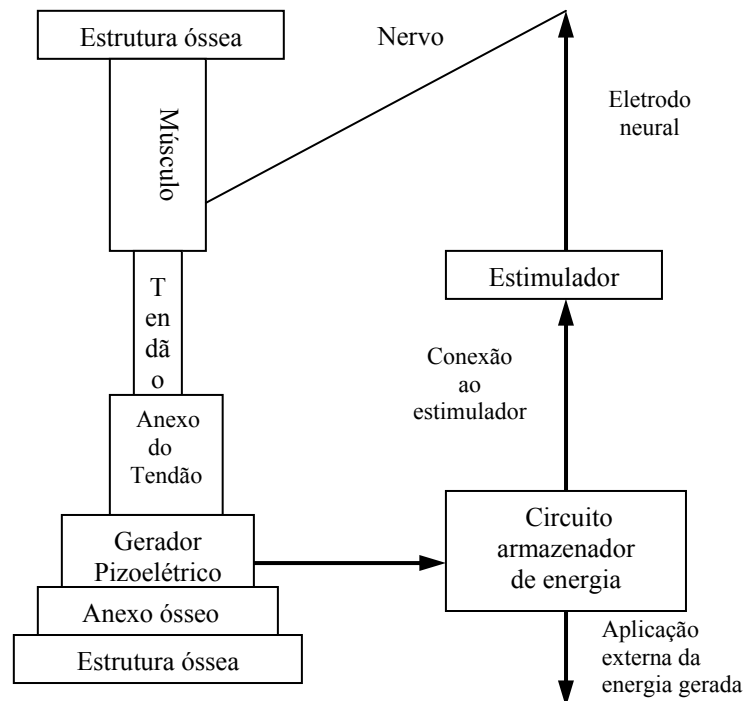 Estrutura óssea
Nervo
Músculo
Eletrodo
neural
Estimulador
T
en
dã
o
Conexão
ao
estimulador
Anexo
do
Tendão
Gerador
Pizoelétrico
Circuito
armazenador
de energia
Anexo ósseo
Estrutura óssea
Aplicação
externa da
energia gerada